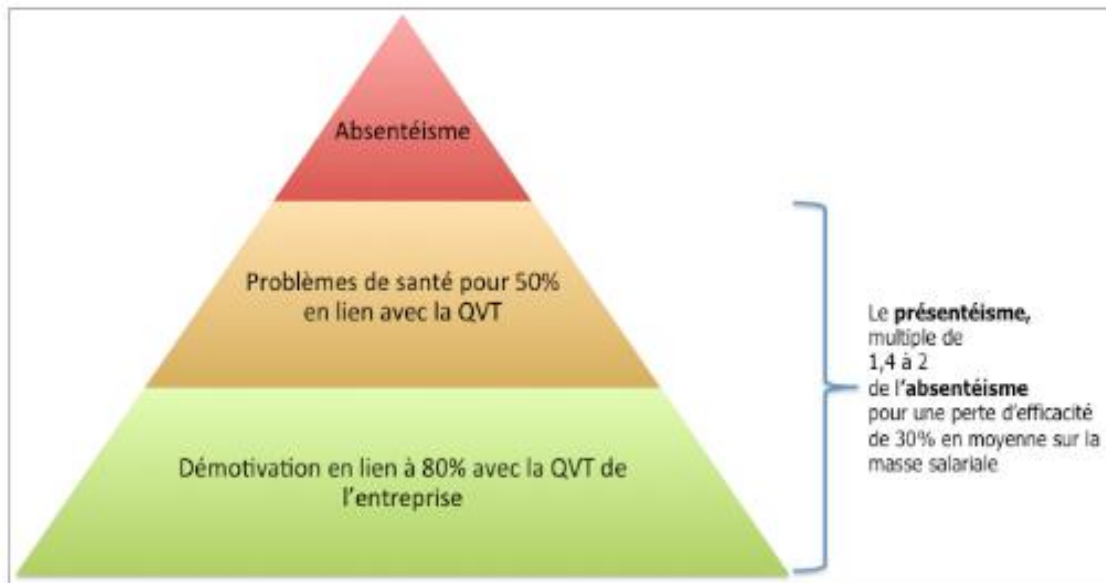 Absentéisme
Problèmes de santé pour 50%
en lien avec la QVT
Démotivation en lien à 80% avec la QVT de
l'entreprise
Le présentéisme,
multiple de
1,4 à 2
de l'absentéisme
pour une perte d'efficacité
de 30% en moyenne sur la
masse salariale